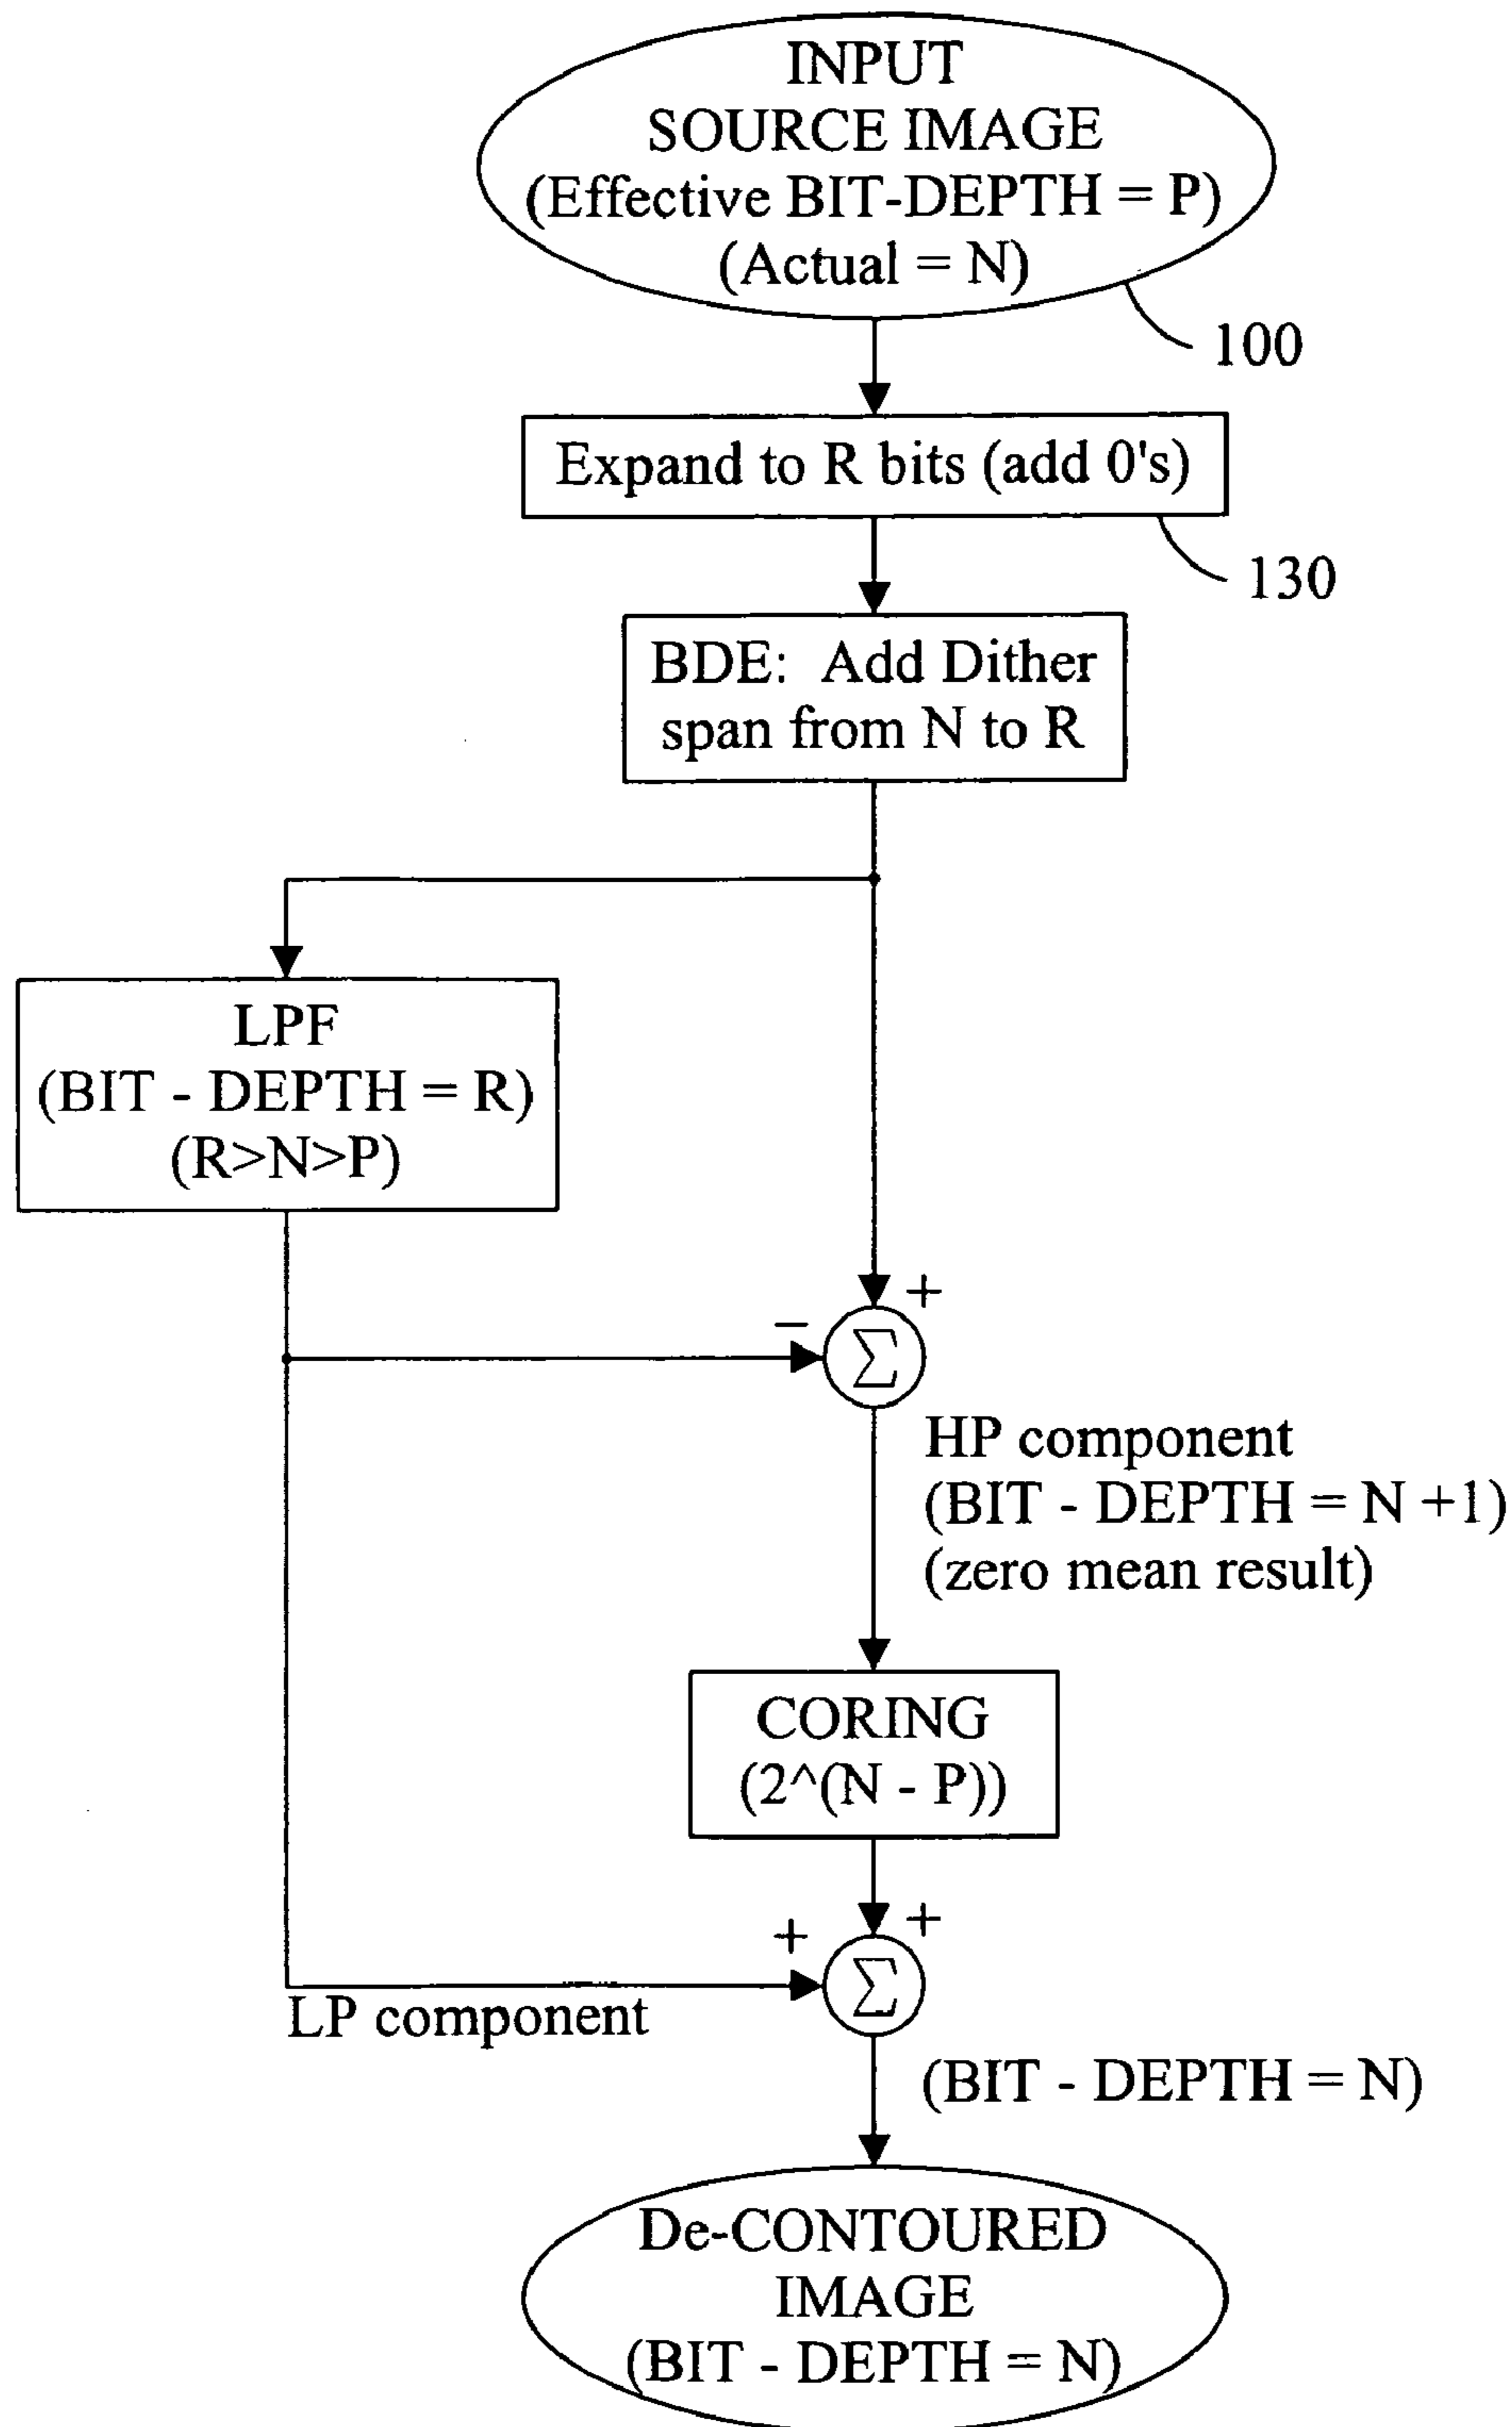 INPUT
SOURCE IMAGE
(Effective BIT-DEPTH = P)
(Actual = N)
100
Expand to R bits (add 0's)
130
BDE: Add Dither
span from N to R
LPF
(BIT - DEPTH = R)
(R>N>P)
+
−
Σ
HP component
(BIT - DEPTH = N +1)
(zero mean result)
CORING
(2^(N - P))
+
+
Σ
LP component
(BIT - DEPTH = N)
De-CONTOURED
IMAGE
(BIT - DEPTH = N)